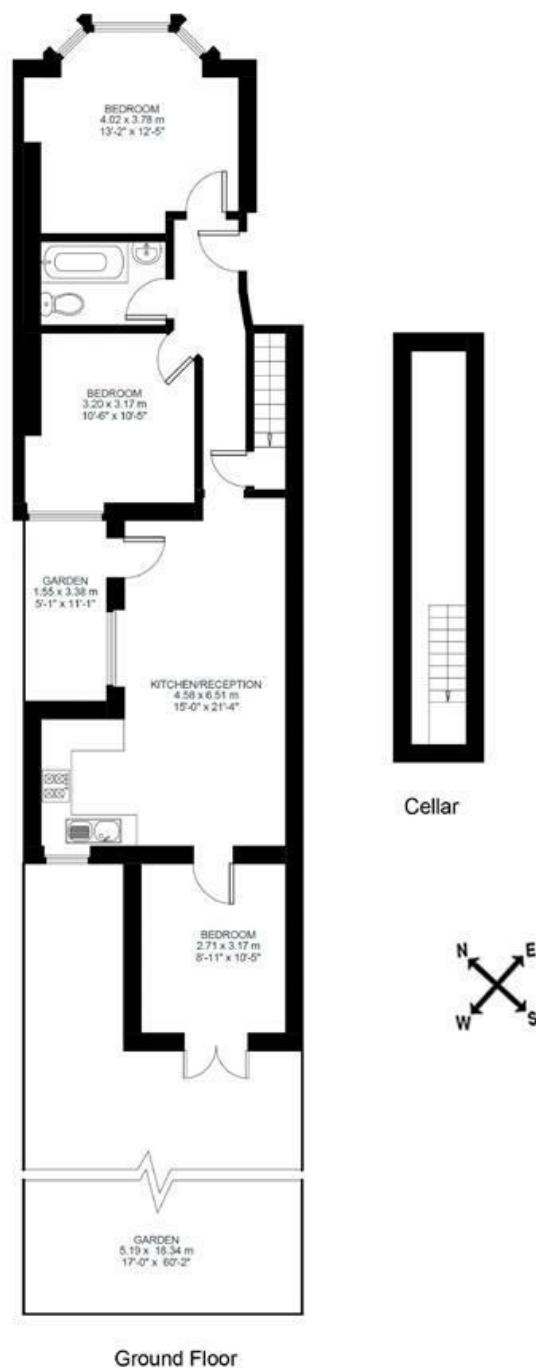 BEDROOM
4.02 x 3.78 m
13'-2" x 12'-5"
BEDROOM
3.20 x 3.17 m
10'-6" x 10'-5"
GARDEN
1.55 x 3.38 m
5'-1" x 11'-1"
KITCHEN/RECEPTION
4.58 x 6.51 m
15'-0" x 21'-4"
Cellar
BEDROOM
2.71 x 3.17 m
8'-11" x 10'-5"
N
E
W
S
GARDEN
5.19 x 18.34 m
17'-0" x 60'-2"
Ground Floor